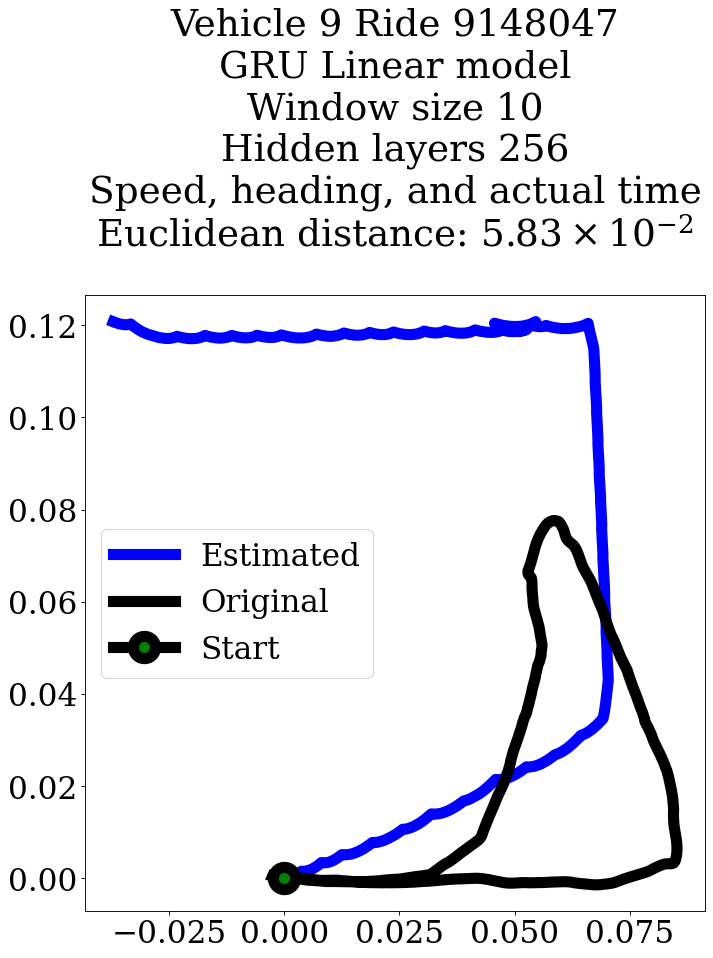 Vehicle 9 Ride 9148047
GRU Linear model
Window size 10
Hidden layers 256
Speed, heading, and actual time
Euclidean distance: 5.83 × 10⁻²
0.12
0.10
0.08
0.06
0.04
0.02
0.00
Estimated
Original
Start
−0.025 0.000 0.025 0.050 0.075